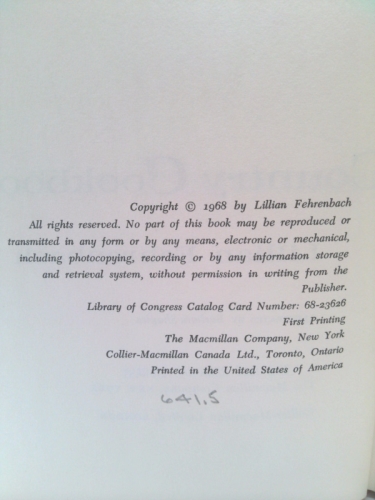 Copyright © 1968 by Lillian Fehrenbach
All rights reserved. No part of this book may be reproduced or
transmitted in any form or by any means, electronic or mechanical,
including photocopying, recording or by any information storage
and retrieval system, without permission in writing from the
Publisher.
Library of Congress Catalog Card Number: 68-23626
First Printing
The Macmillan Company, New York
Collier-Macmillan Canada Ltd., Toronto, Ontario
Printed in the United States of America
641.5